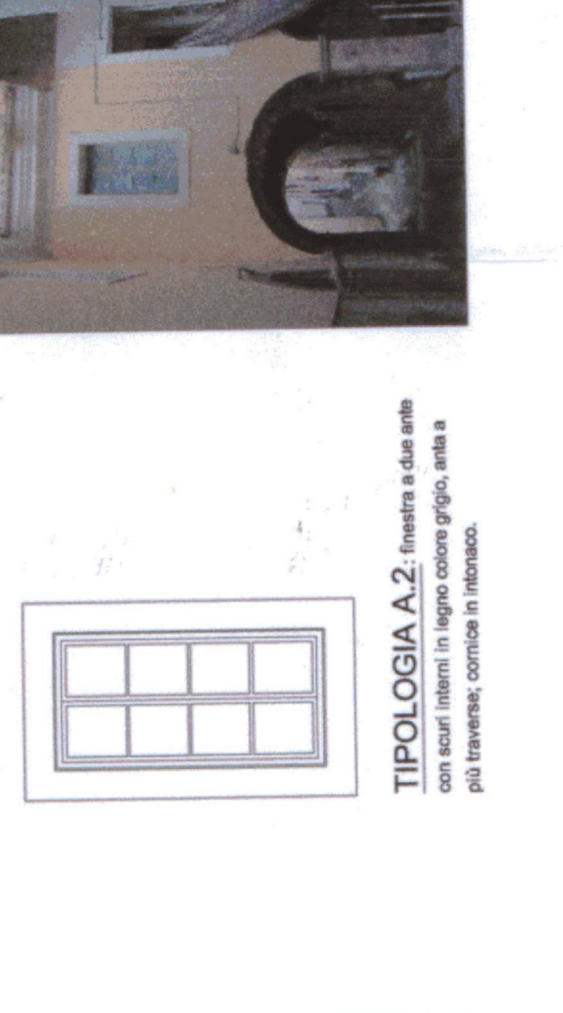 TIPOLOGIA A.2: finestra a due ante
con scuri interni in legno colore grigio, anta a
più traverse; cornice in intonaco.